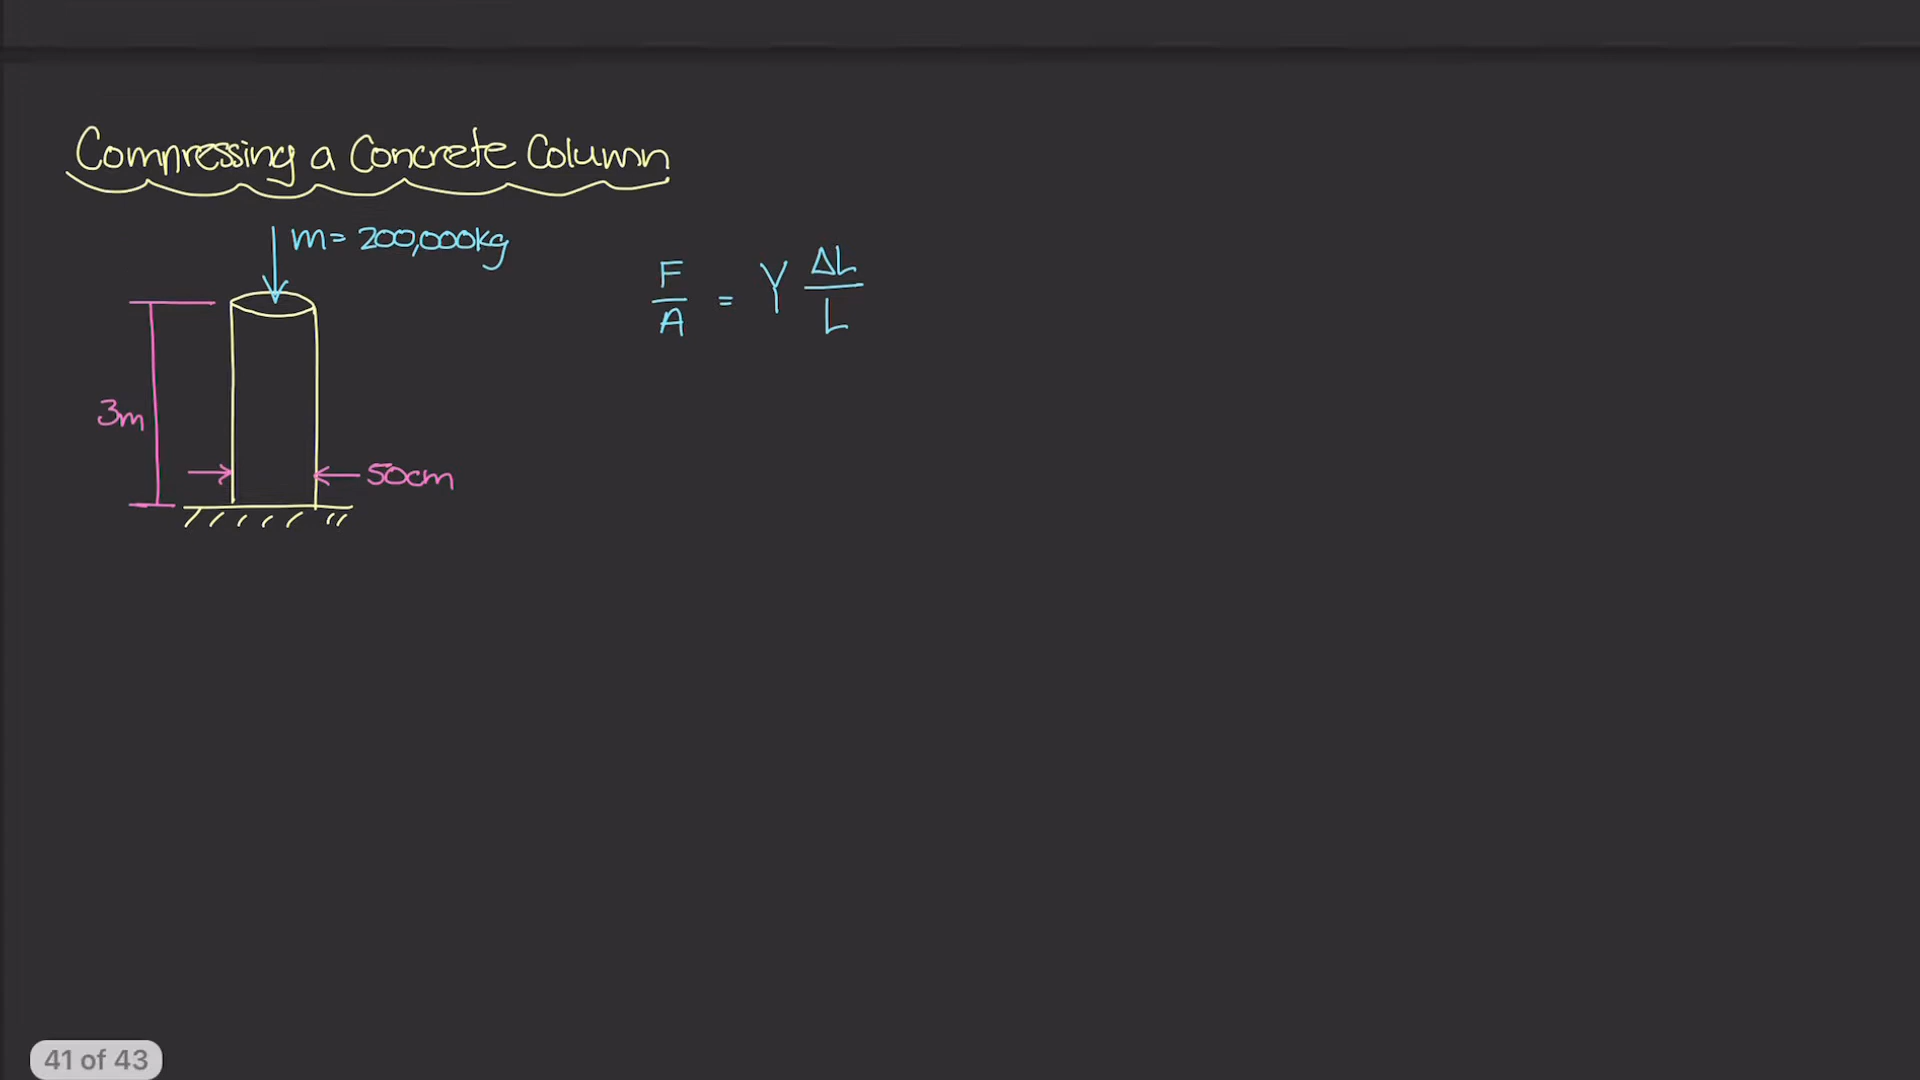 Compressing a Concrete Column
m= 200,000kg
F/A = Y ΔL/L
3m
50cm
41 of 43